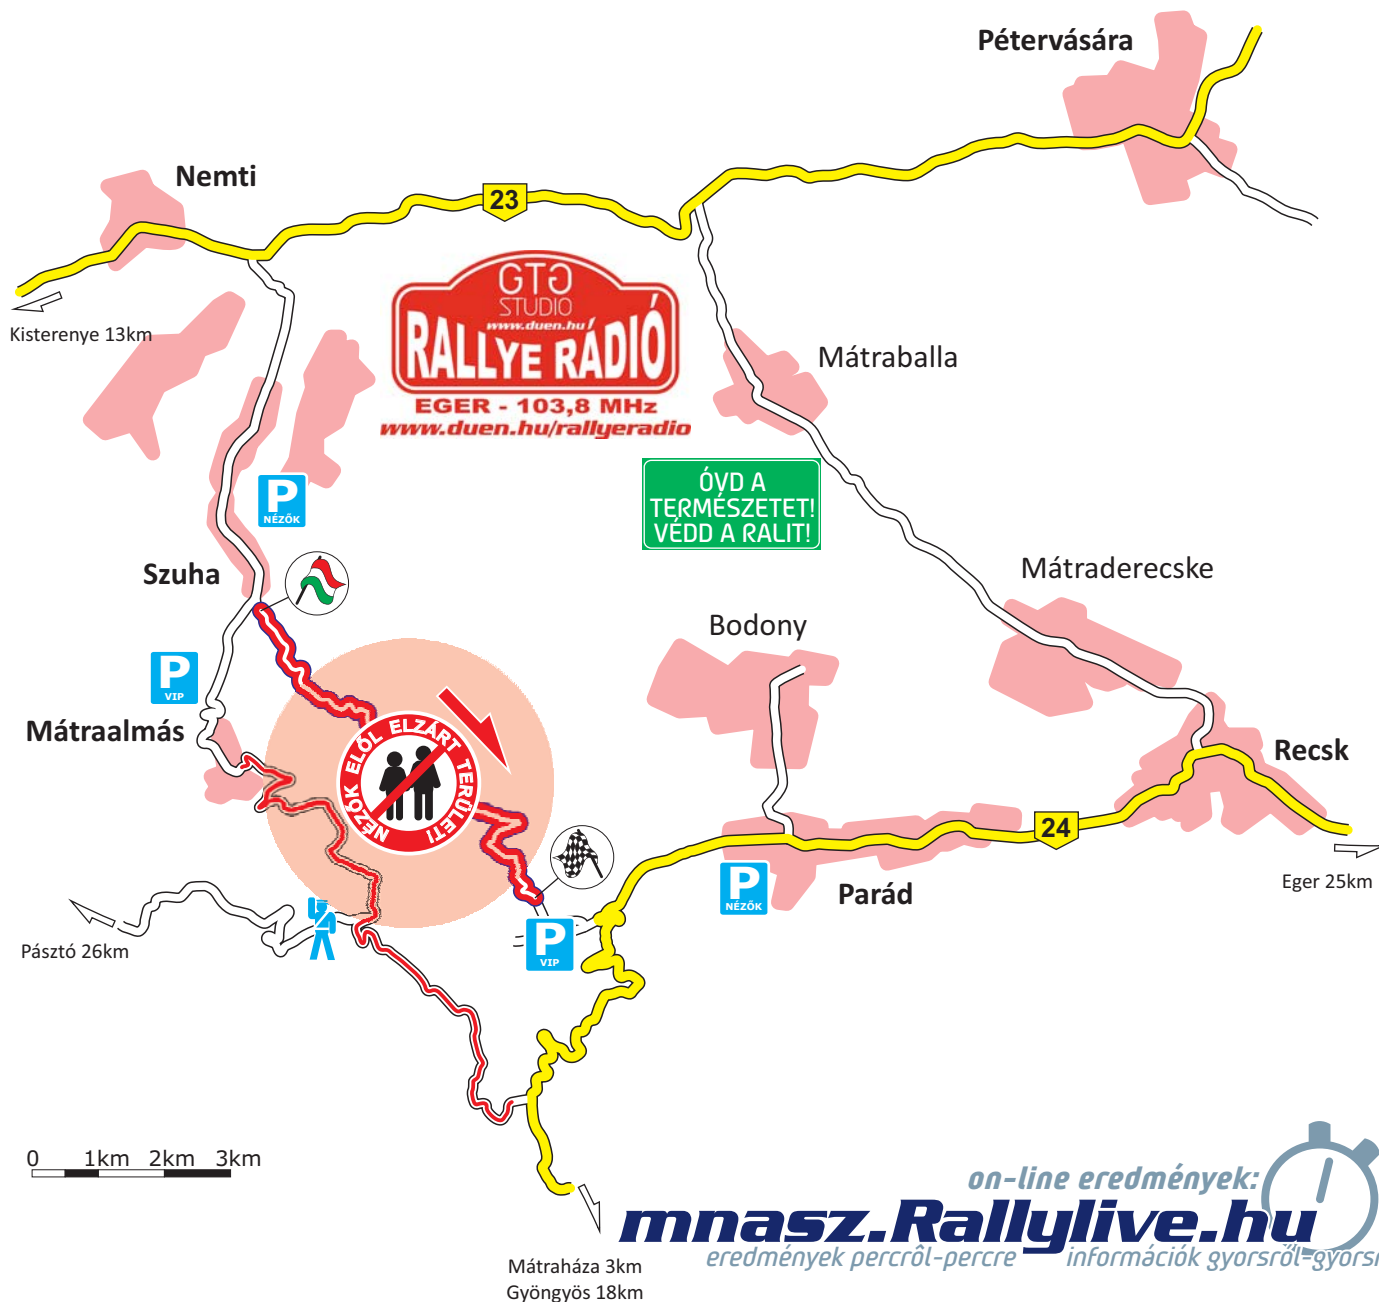 Pétervására
Nemti
23
Kisterenye 13km
GTG
STUDIO
www.duen.hu
RALLYE RÁDIÓ
EGER - 103,8 MHz
www.duen.hu/rallyeradio
Mátraballa
ÓVD A
TERMÉSZETET!
VÉDD A RALIT!
P
NÉZŐK
Szuha
Mátraderecske
Bodony
P
VIP
Mátraalmás
NÉZŐK ELŐL ELZÁRT TERÜLET!
Recsk
24
P
NÉZŐK
Parád
Eger 25km
Pásztó 26km
P
VIP
0 1km 2km 3km
on-line eredmények:
mnasz.Rallylive.hu
eredmények percről-percre információk gyorsról-gyorsr
Mátraháza 3km
Gyöngyös 18km